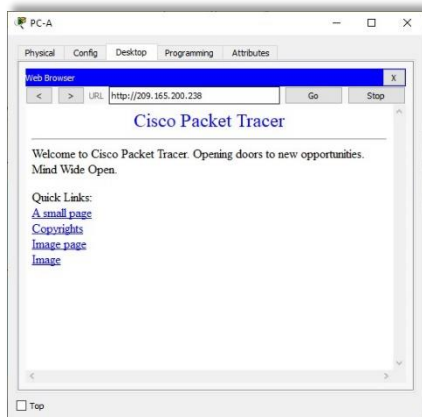 PC-A
Physical Config Desktop Programming Attributes
Web Browser X
< > URL http://209.165.200.238 Go Stop
Cisco Packet Tracer
Welcome to Cisco Packet Tracer. Opening doors to new opportunities.
Mind Wide Open.
Quick Links:
A small page
Copyrights
Image page
Image
Top